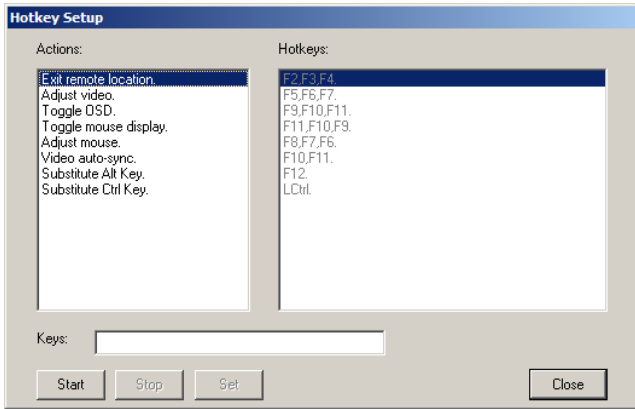 Hotkey Setup
Actions:
Hotkeys:
Exit remote location.
F2,F3,F4.
Adjust video.
F5,F6,F7.
Toggle OSD.
F9,F10,F11.
Toggle mouse display.
F11,F10,F9.
Adjust mouse.
F8,F7,F6.
Video auto-sync.
F10,F11.
Substitute Alt Key.
F12.
Substitute Ctrl Key.
LCtrl.
Keys:
Start
Stop
Set
Close